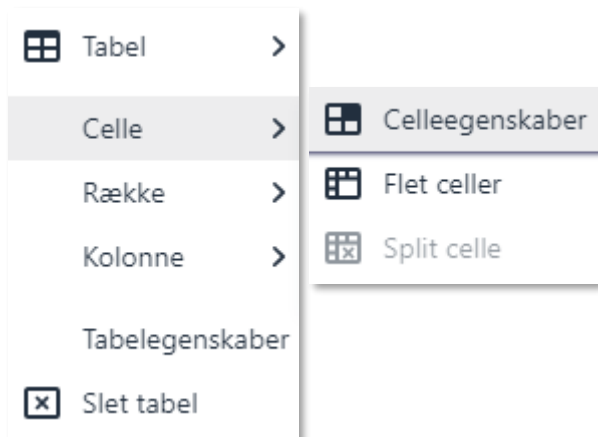 Tabel
Celle
Række
Kolonne
Tabelegenskaber
Slet tabel
Celleegenskaber
Flet celler
Split celle